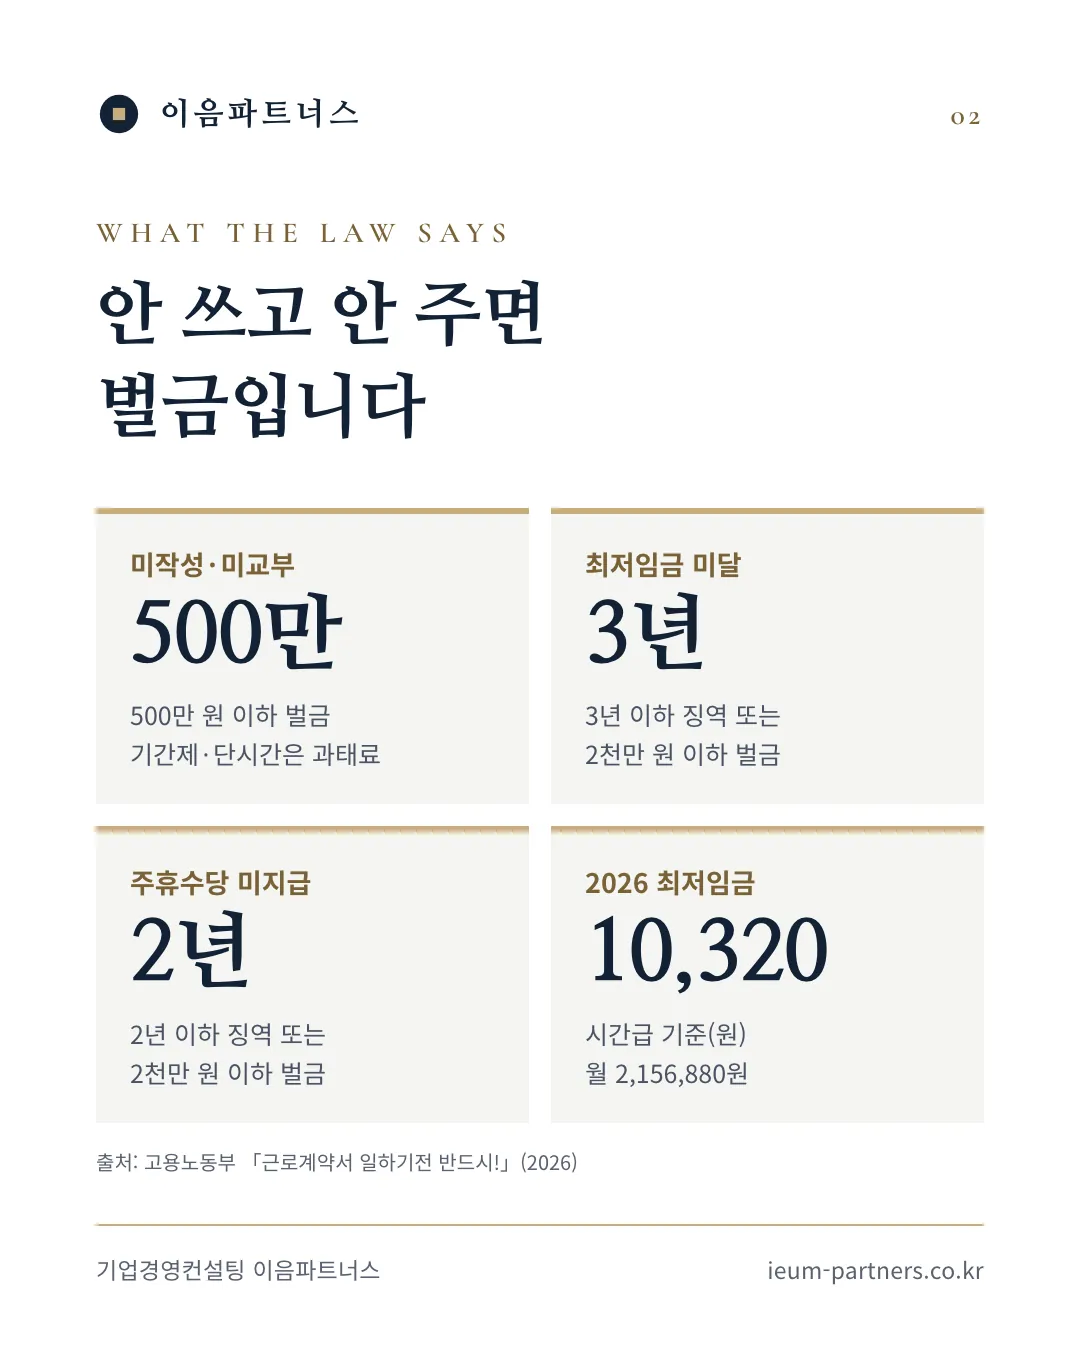 이음파트너스
02
WHAT THE LAW SAYS
안 쓰고 안 주면
벌금입니다
미작성·미교부
500만
500만 원 이하 벌금
기간제·단시간은 과태료
최저임금 미달
3년
3년 이하 징역 또는
2천만 원 이하 벌금
주휴수당 미지급
2년
2년 이하 징역 또는
2천만 원 이하 벌금
2026 최저임금
10,320
시간급 기준(원)
월 2,156,880원
출처: 고용노동부 「근로계약서 일하기전 반드시!」(2026)
기업경영컨설팅 이음파트너스
ieum-partners.co.kr